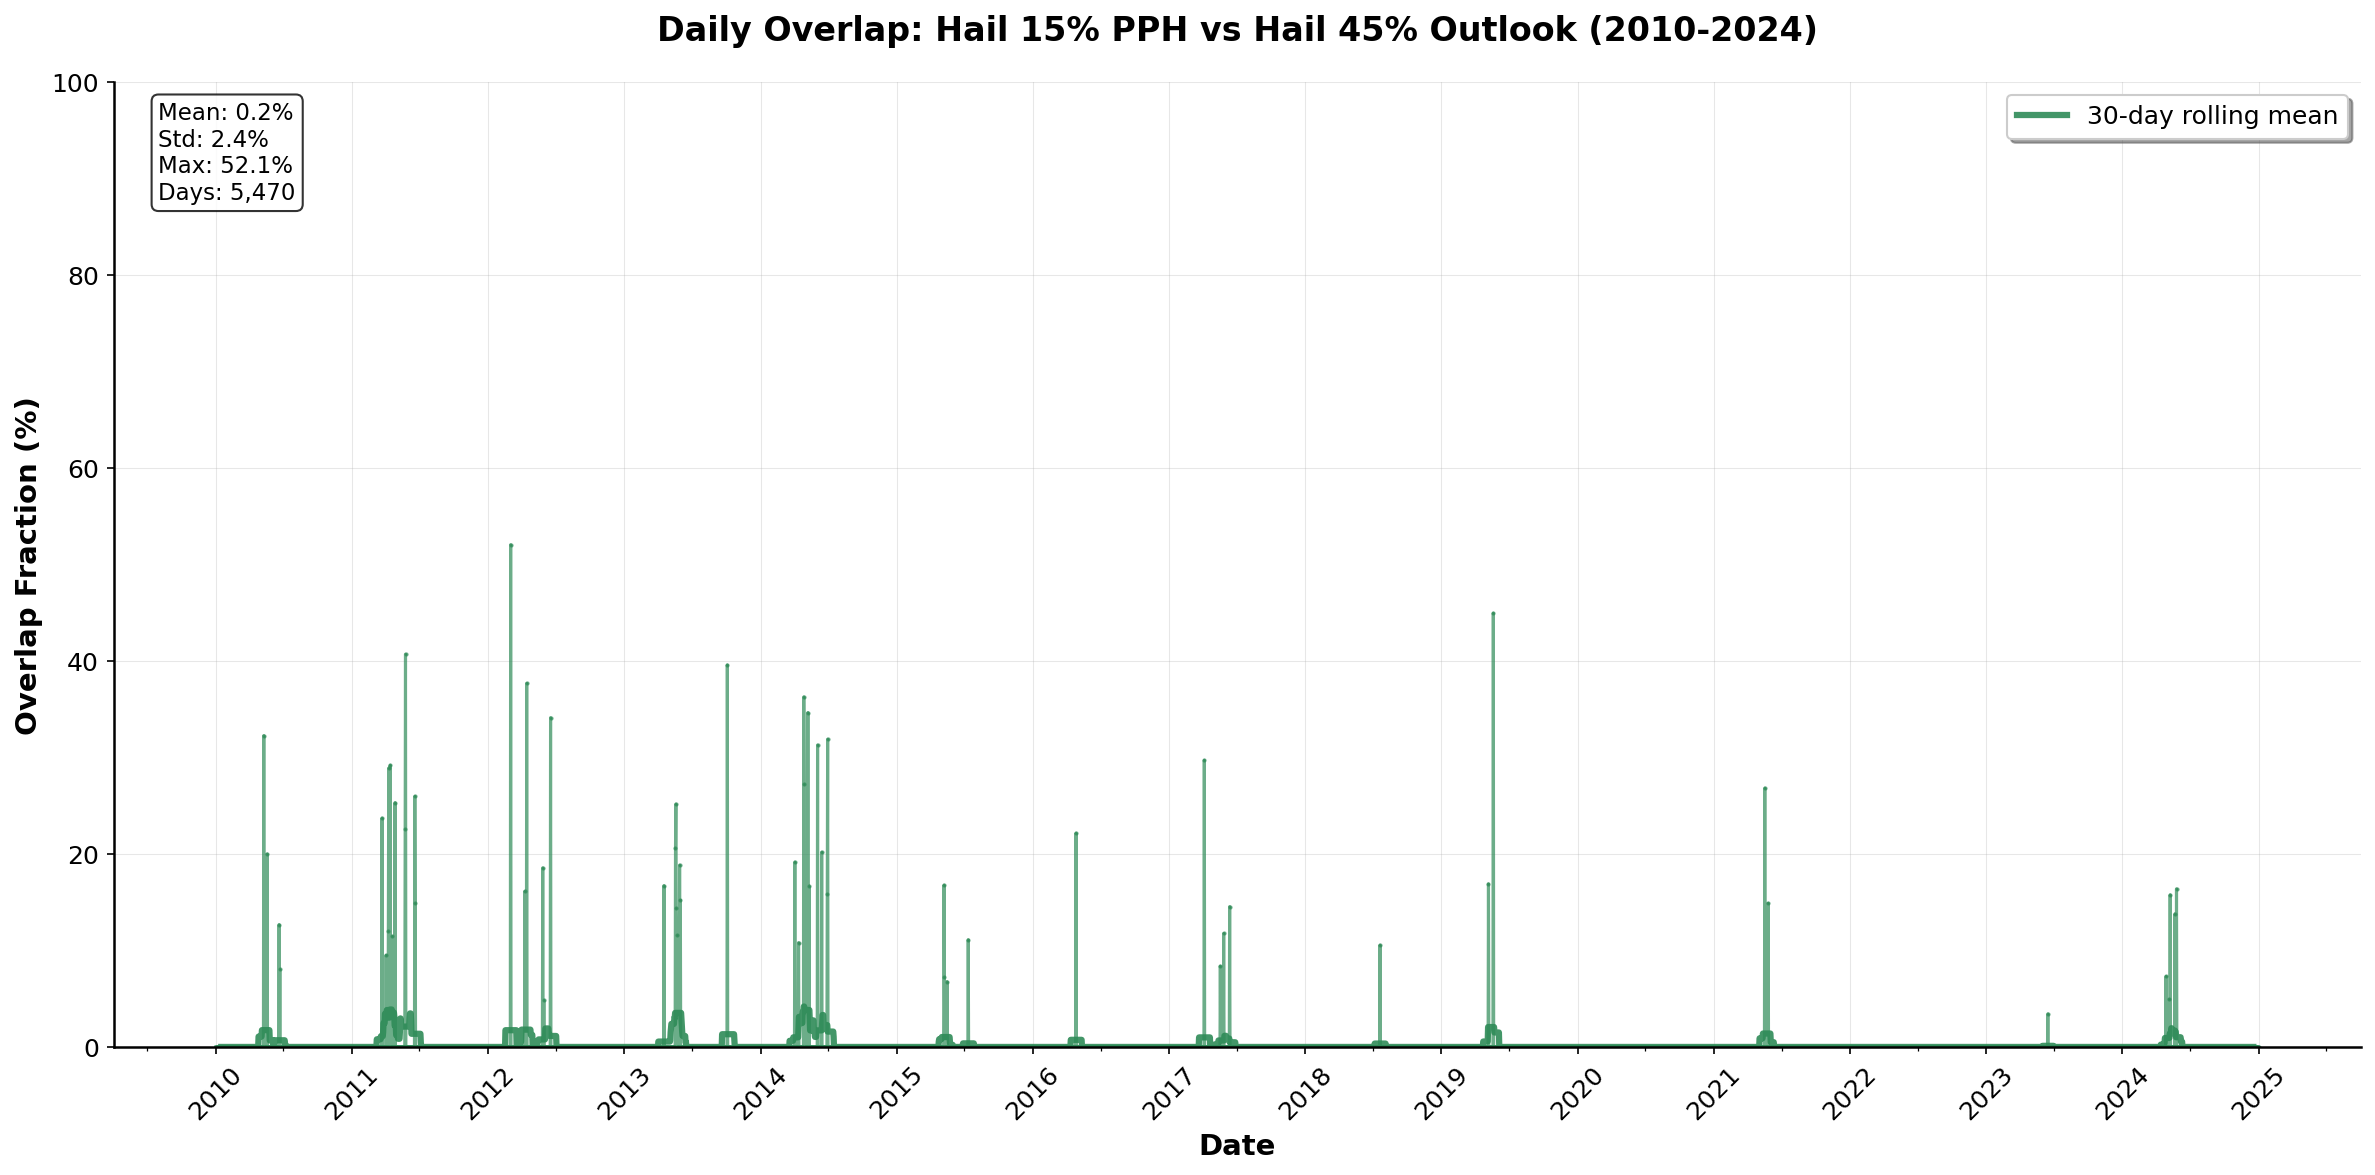 Daily Overlap: Hail 15% PPH vs Hail 45% Outlook (2010-2024)
Mean: 0.2%
Std: 2.4%
Max: 52.1%
Days: 5,470
30-day rolling mean
Overlap Fraction (%)
100
80
60
40
20
0
2010
2011
2012
2013
2014
2015
2016
2017
2018
2019
2020
2021
2022
2023
2024
2025
Date